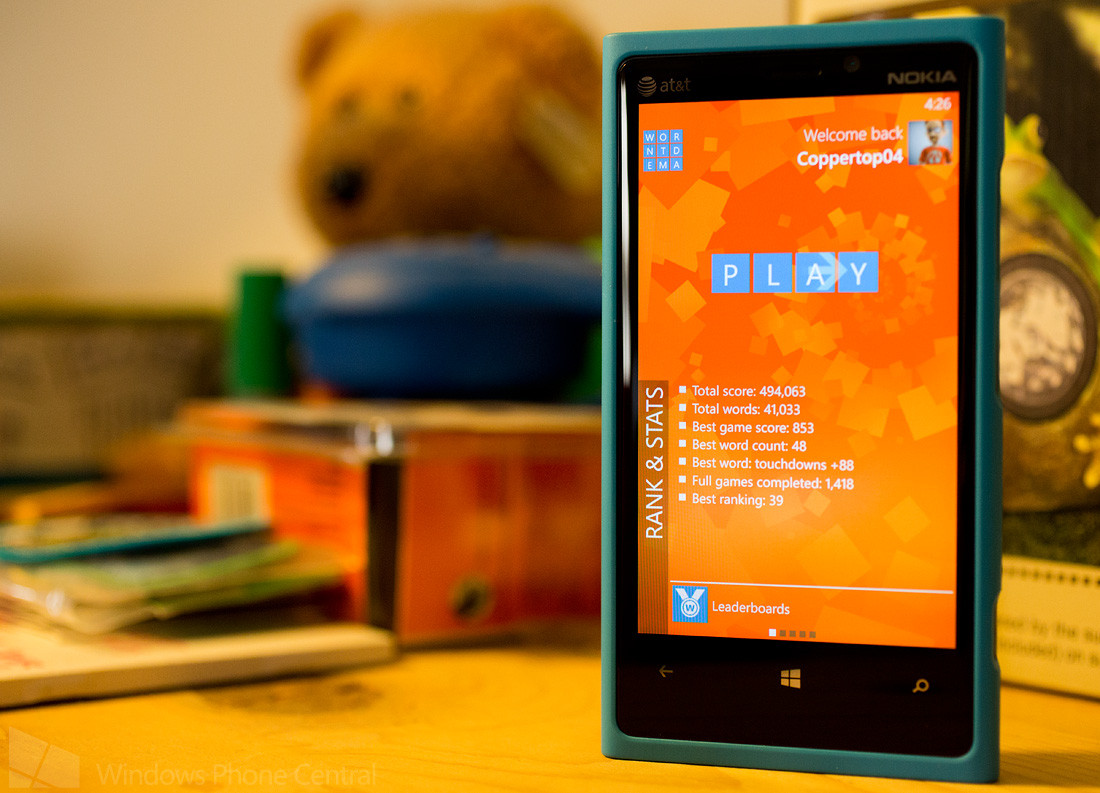 at&t
NOKIA
4:26
W O R
N T D
E M A
Welcome back
Coppertop04
PLAY
RANK & STATS
Total score: 494,063
Total words: 41,033
Best game score: 853
Best word count: 48
Best word: touchdowns +88
Full games completed: 1,418
Best ranking: 39
W
Leaderboards
Windows Phone Central